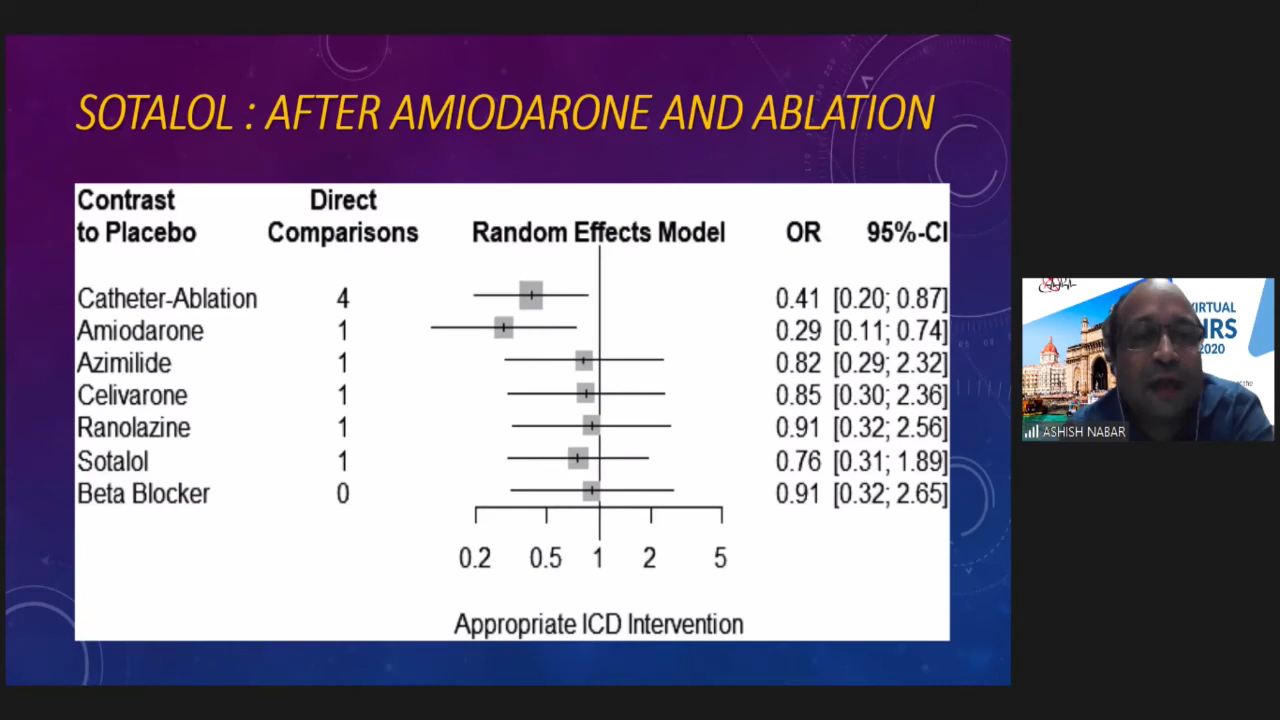 SOTALOL : AFTER AMIODARONE AND ABLATION
Contrast to Placebo Direct Comparisons Random Effects Model OR 95%-CI
Catheter-Ablation 4 0.41 [0.20; 0.87]
Amiodarone 1 0.29 [0.11; 0.74]
Azimilide 1 0.82 [0.29; 2.32]
Celivarone 1 0.85 [0.30; 2.36]
Ranolazine 1 0.91 [0.32; 2.56]
Sotalol 1 0.76 [0.31; 1.89]
Beta Blocker 0 0.91 [0.32; 2.65]
0.2 0.5 1 2 5
Appropriate ICD Intervention
2020
ASHISH NABAR